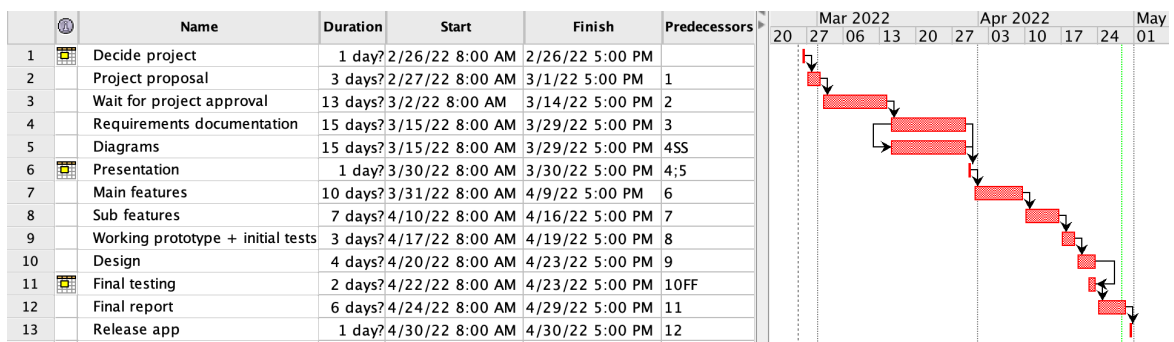 Name Duration Start Finish Predecessors Mar 2022 Apr 2022 May
20 27 06 13 20 27 03 10 17 24 01
1 Decide project 1 day? 2/26/22 8:00 AM 2/26/22 5:00 PM
2 Project proposal 3 days? 2/27/22 8:00 AM 3/1/22 5:00 PM 1
3 Wait for project approval 13 days? 3/2/22 8:00 AM 3/14/22 5:00 PM 2
4 Requirements documentation 15 days? 3/15/22 8:00 AM 3/29/22 5:00 PM 3
5 Diagrams 15 days? 3/15/22 8:00 AM 3/29/22 5:00 PM 4SS
6 Presentation 1 day? 3/30/22 8:00 AM 3/30/22 5:00 PM 4;5
7 Main features 10 days? 3/31/22 8:00 AM 4/9/22 5:00 PM 6
8 Sub features 7 days? 4/10/22 8:00 AM 4/16/22 5:00 PM 7
9 Working prototype + initial tests 3 days? 4/17/22 8:00 AM 4/19/22 5:00 PM 8
10 Design 4 days? 4/20/22 8:00 AM 4/23/22 5:00 PM 9
11 Final testing 2 days? 4/22/22 8:00 AM 4/23/22 5:00 PM 10FF
12 Final report 6 days? 4/24/22 8:00 AM 4/29/22 5:00 PM 11
13 Release app 1 day? 4/30/22 8:00 AM 4/30/22 5:00 PM 12